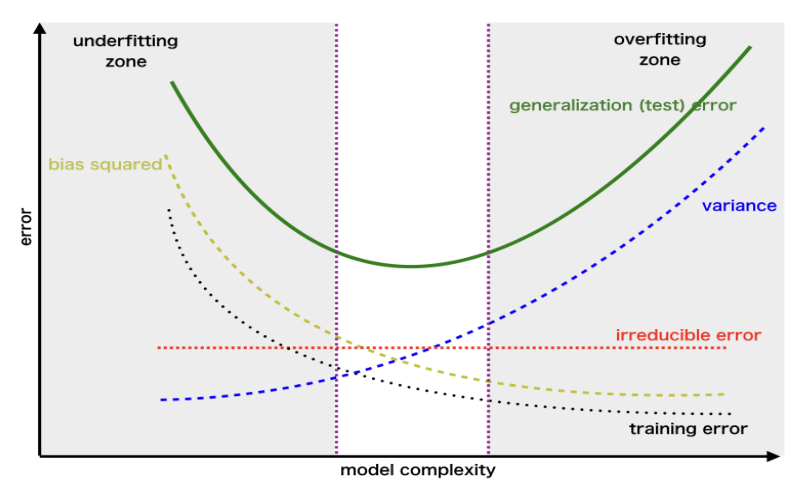 underfitting
zone
overfitting
zone
generalization (test) error
bias squared
variance
error
irreducible error
training error
model complexity